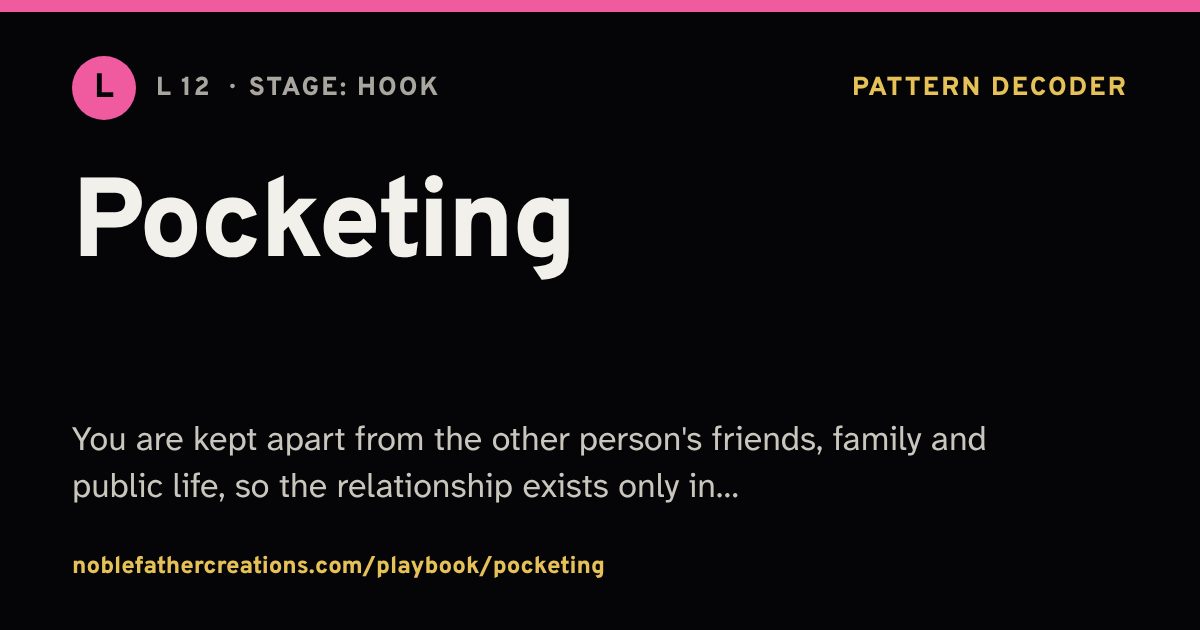 L
L 12 · STAGE: HOOK
PATTERN DECODER
Pocketing
You are kept apart from the other person's friends, family and
public life, so the relationship exists only in...
noblefathercreations.com/playbook/pocketing